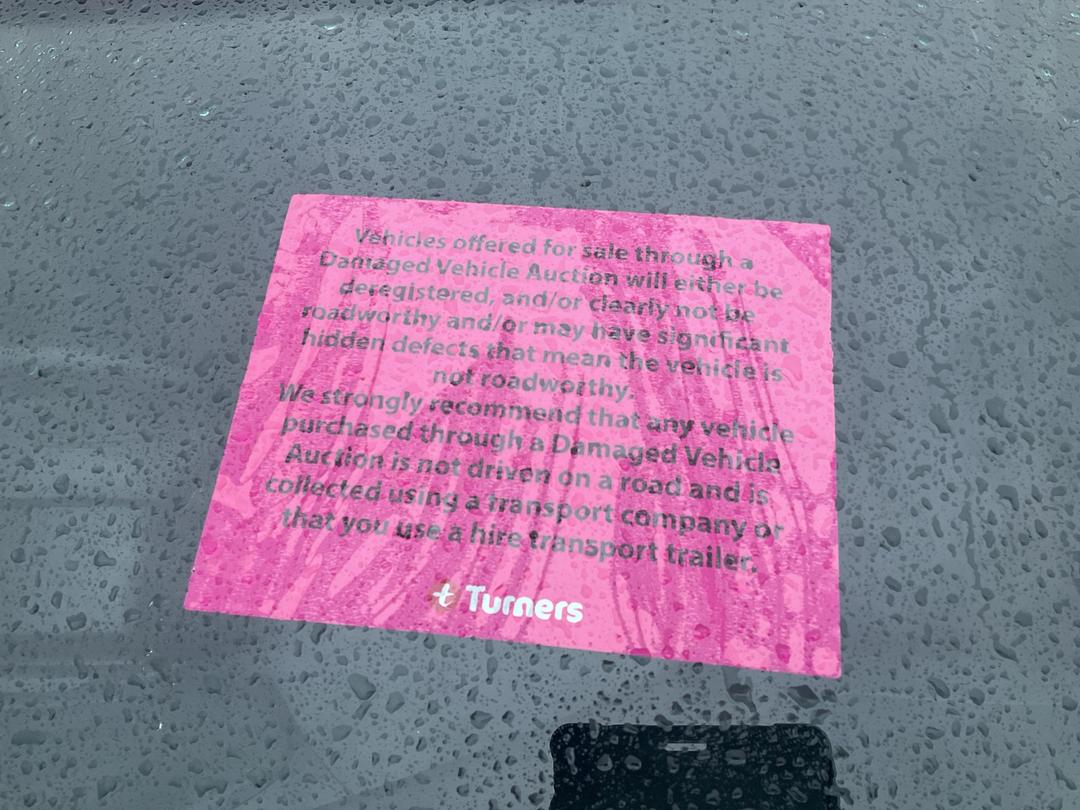 Vehicles offered for sale through a
Damaged Vehicle Auction will either be
deregistered, and/or clearly not be
roadworthy and/or may have significant
hidden defects that mean the vehicle is
not roadworthy.
We strongly recommend that any vehicle
purchased through a Damaged Vehicle
Auction is not driven on a road and is
collected using a transport company or
that you use a hire transport trailer.
t Turners